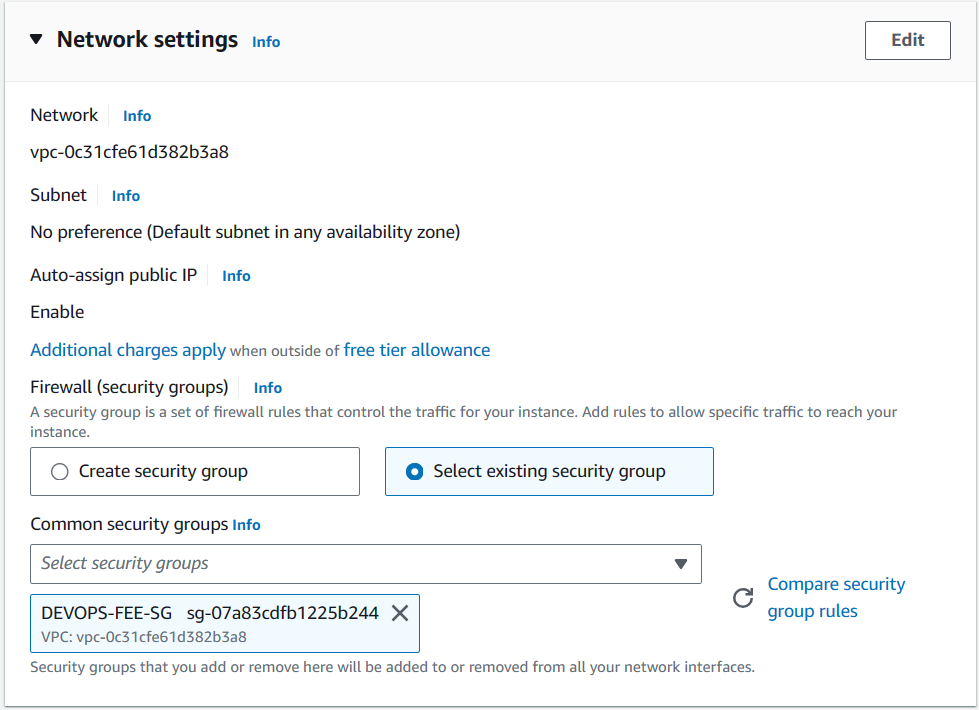 Network settings Info
Edit
Network Info
vpc-0c31cfe61d382b3a8
Subnet Info
No preference (Default subnet in any availability zone)
Auto-assign public IP Info
Enable
Additional charges apply when outside of free tier allowance
Firewall (security groups) Info
A security group is a set of firewall rules that control the traffic for your instance. Add rules to allow specific traffic to reach your
instance.
Create security group
Select existing security group
Common security groups Info
Select security groups
DEVOPS-FEE-SG sg-07a83cdfb1225b244
VPC: vpc-0c31cfe61d382b3a8
Compare security
group rules
Security groups that you add or remove here will be added to or removed from all your network interfaces.